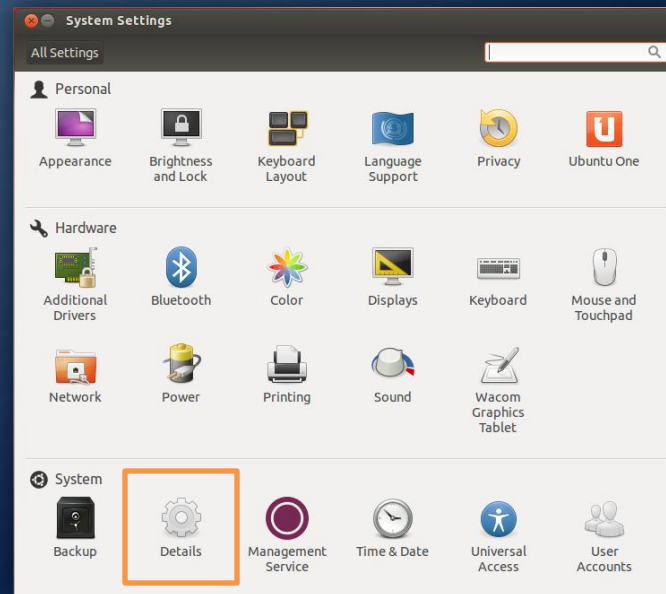 System Settings
All Settings
Personal
Appearance
Brightness
and Lock
Keyboard
Layout
Language
Support
Privacy
Ubuntu One
Hardware
Additional
Drivers
Bluetooth
Color
Displays
Keyboard
Mouse and
Touchpad
Network
Power
Printing
Sound
Wacom
Graphics
Tablet
System
Backup
Details
Management
Service
Time & Date
Universal
Access
User
Accounts